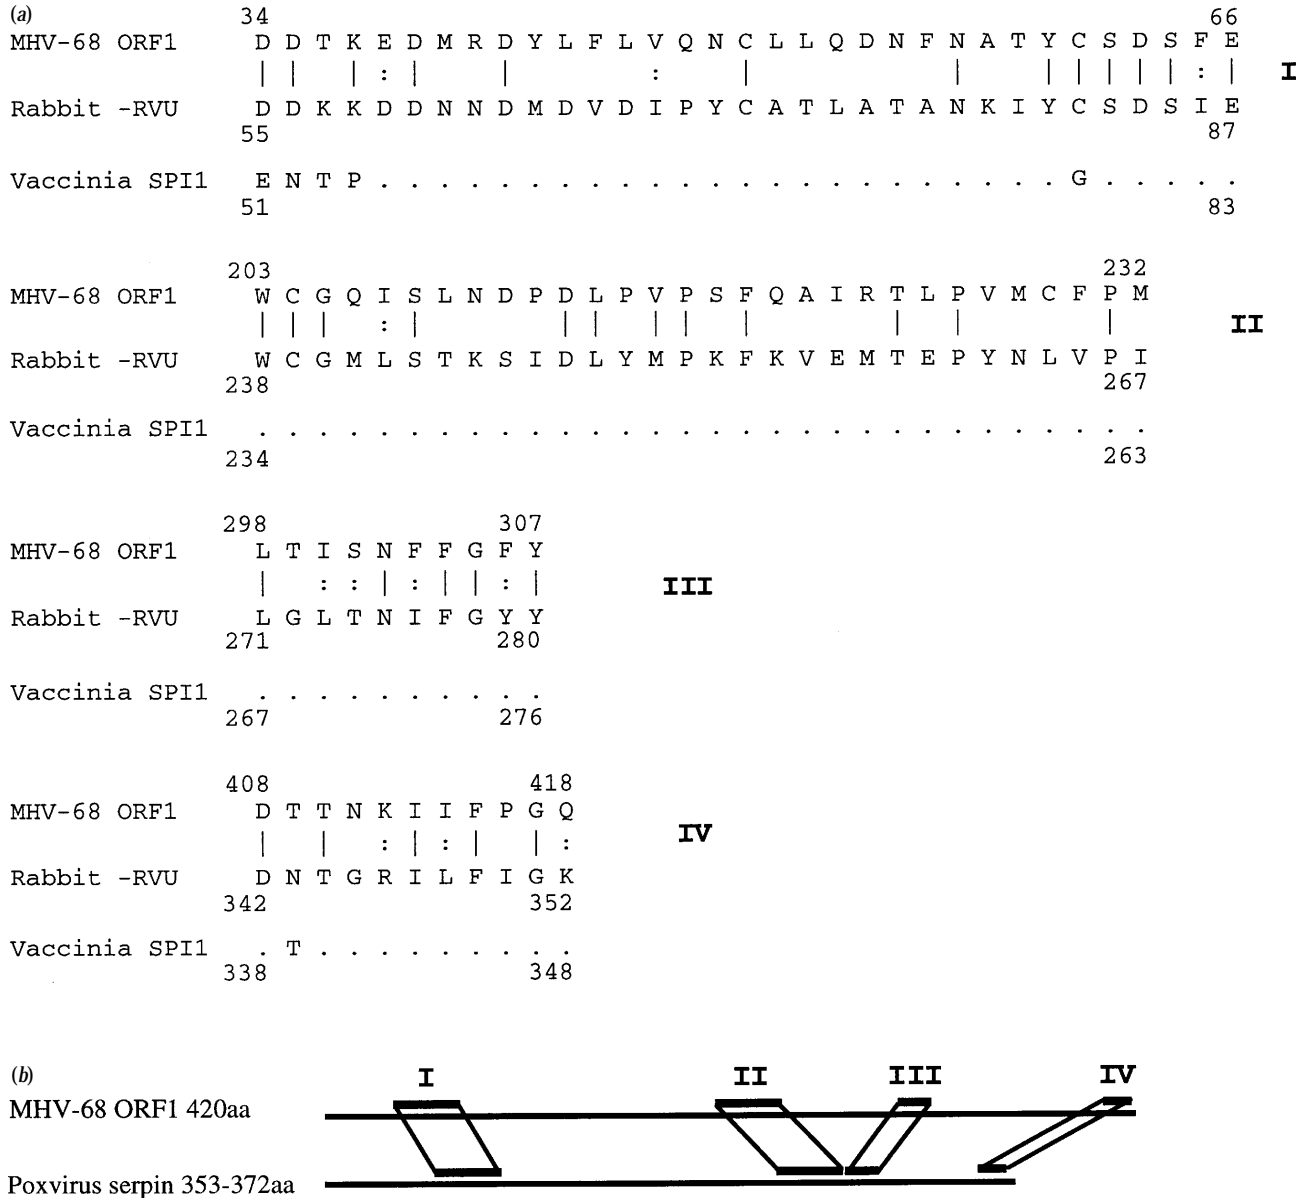 (a)
34 66
MHV-68 ORF1 D D T K E D M R D Y L F L V Q N C L L Q D N F N A T Y C S D S F E
| | | : | | : | | | | | | | : | I
Rabbit -RVU D D K K D D N N D M D V D I P Y C A T L A T A N K I Y C S D S I E
55 87
Vaccinia SPI1 E N T P . . . . . . . . . . . . . . . . . . . . . . . G . . . . .
51 83
203 232
MHV-68 ORF1 W C G Q I S L N D P D L P V P S F Q A I R T L P V M C F P M
| | | : | | | | | | | | | II
Rabbit -RVU W C G M L S T K S I D L Y M P K F K V E M T E P Y N L V P I
238 267
Vaccinia SPI1 . . . . . . . . . . . . . . . . . . . . . . . . . . . . . .
234 263
298 307
MHV-68 ORF1 L T I S N F F G F Y
| : : | : | | : | III
Rabbit -RVU L G L T N I F G Y Y
271 280
Vaccinia SPI1 . . . . . . . . . .
267 276
408 418
MHV-68 ORF1 D T T N K I I F P G Q
| | : | : | | : IV
Rabbit -RVU D N T G R I L F I G K
342 352
Vaccinia SPI1 . T . . . . . . . . .
338 348
(b)
I II III IV
MHV-68 ORF1 420aa
Poxvirus serpin 353-372aa